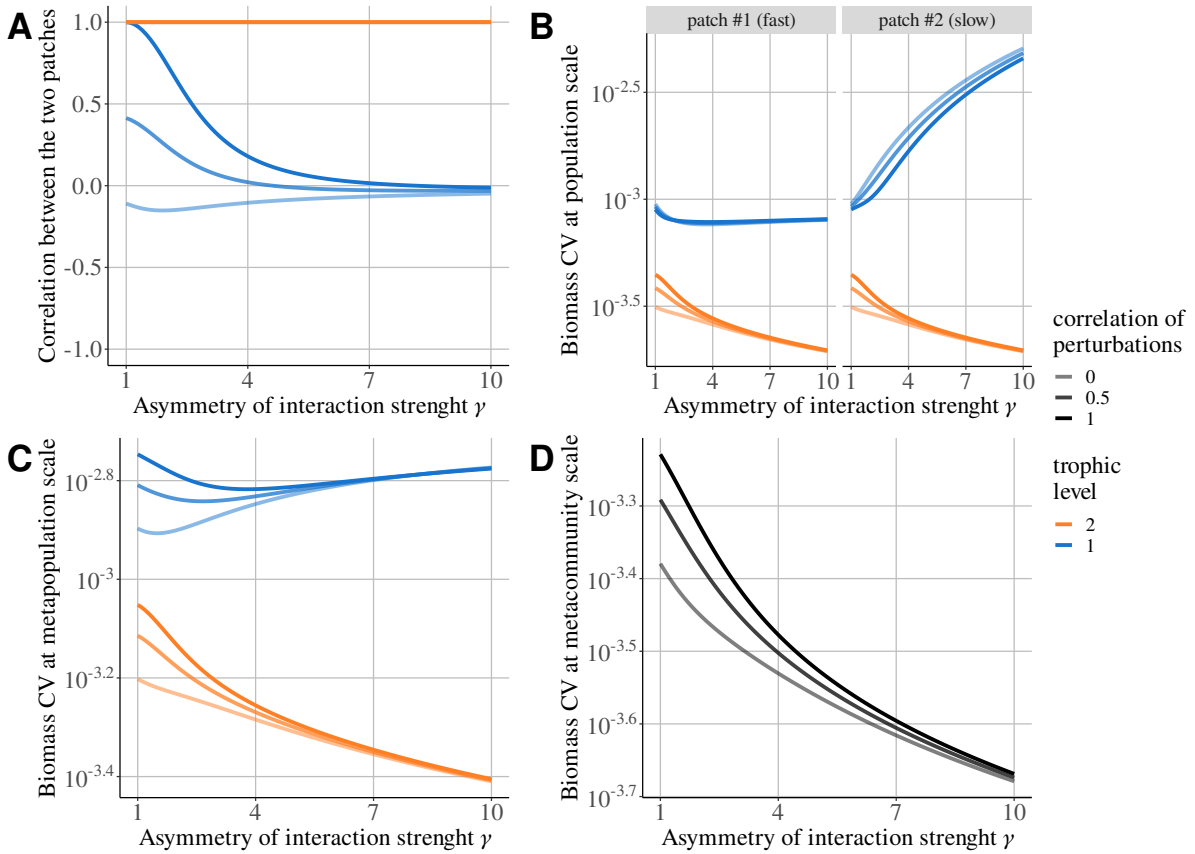 A
Correlation between the two patches
1.0
0.5
0.0
-0.5
-1.0
1 4 7 10
Asymmetry of interaction strenght γ
B
patch #1 (fast) patch #2 (slow)
Biomass CV at population scale
10^-2.5
10^-3
10^-3.5
1 4 7 10 1 4 7 10
Asymmetry of interaction strenght γ
correlation of
perturbations
0
0.5
1
trophic
level
2
1
C
Biomass CV at metapopulation scale
10^-2.8
10^-3
10^-3.2
10^-3.4
1 4 7 10
Asymmetry of interaction strenght γ
D
Biomass CV at metacommunity scale
10^-3.3
10^-3.4
10^-3.5
10^-3.6
10^-3.7
1 4 7 10
Asymmetry of interaction strenght γ